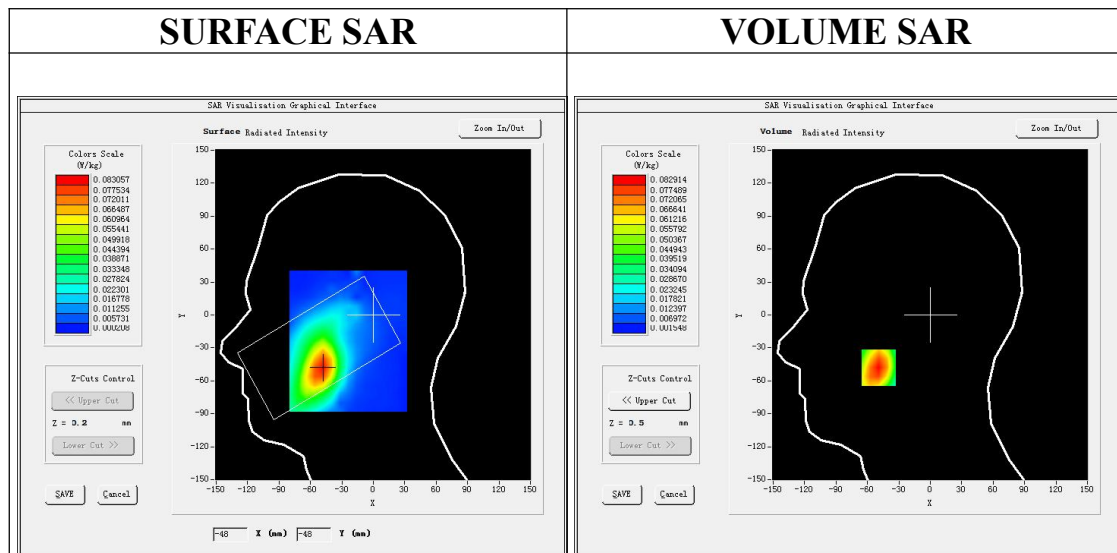 SURFACE SAR
VOLUME SAR
SAR Visualisation Graphical Interface
Surface Radiated Intensity
Zoom In/Out
Colors Scale
(W/kg)
0.083057
0.077534
0.072011
0.066487
0.060964
0.055441
0.049918
0.044394
0.038871
0.033348
0.027824
0.022301
0.016778
0.011255
0.005731
0.000208
Z-Cuts Control
<< Upper Cut
Z = 0.2 mm
Lower Cut >>
SAVE
Cancel
150
120
90
60
30
0
-30
-60
-90
-120
-150
Y
-150 -120 -90 -60 -30 0 30 60 90 120 150
X
-48 X (mm) -48 Y (mm)
SAR Visualisation Graphical Interface
Volume Radiated Intensity
Zoom In/Out
Colors Scale
(W/kg)
0.082914
0.077489
0.072065
0.066641
0.061216
0.055792
0.050367
0.044943
0.039519
0.034094
0.028670
0.023245
0.017821
0.012397
0.006972
0.001548
Z-Cuts Control
<< Upper Cut
Z = 0.5 mm
Lower Cut >>
SAVE
Cancel
150
120
90
60
30
0
-30
-60
-90
-120
-150
Y
-150 -120 -90 -60 -30 0 30 60 90 120 150
X